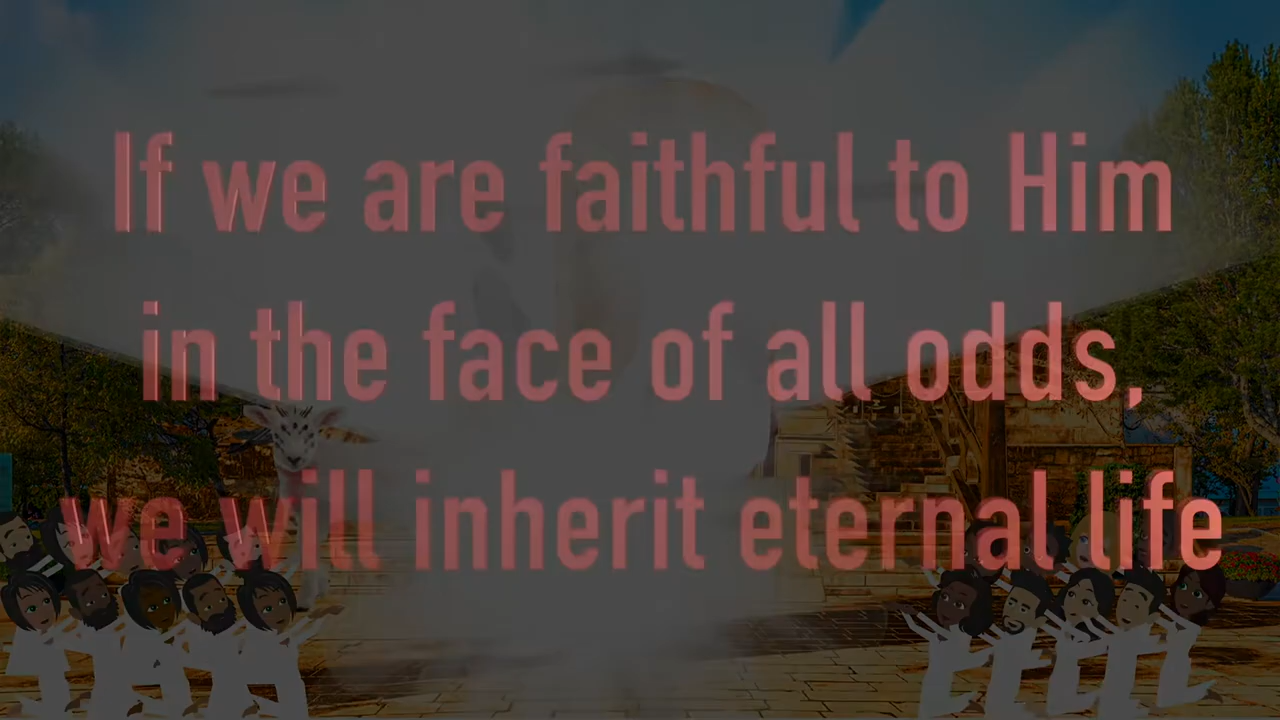 If we are faithful to Him
in the face of all odds,
we will inherit eternal life